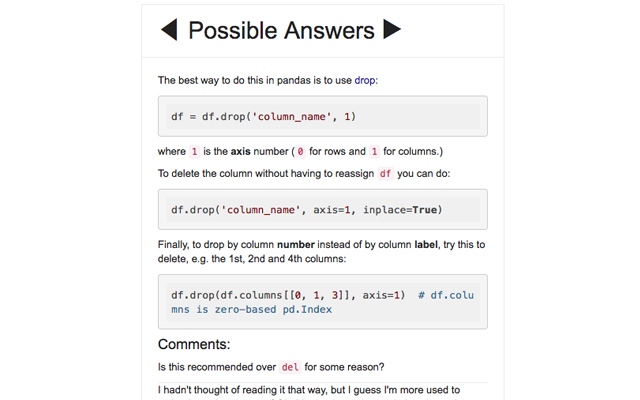 Possible Answers
The best way to do this in pandas is to use drop:
df = df.drop('column_name', 1)
where 1 is the axis number ( 0 for rows and 1 for columns.)
To delete the column without having to reassign df you can do:
df.drop('column_name', axis=1, inplace=True)
Finally, to drop by column number instead of by column label, try this to
delete, e.g. the 1st, 2nd and 4th columns:
df.drop(df.columns[[0, 1, 3]], axis=1)  # df.colu
mns is zero-based pd.Index
Comments:
Is this recommended over del for some reason?
I hadn't thought of reading it that way, but I guess I'm more used to